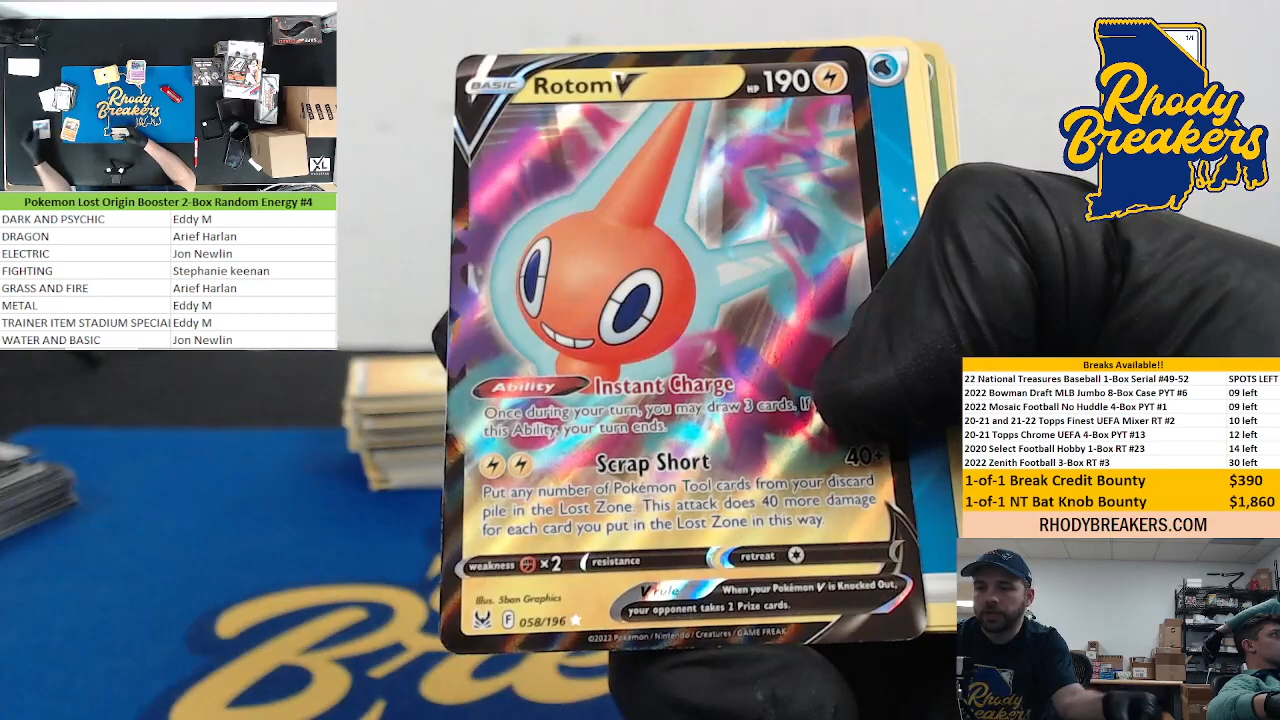 Rhody
Breakers
Pokemon Lost Origin Booster 2-Box Random Energy #4
DARK AND PSYCHIC Eddy M
DRAGON Arief Harlan
ELECTRIC Jon Newlin
FIGHTING Stephanie keenan
GRASS AND FIRE Arief Harlan
METAL Eddy M
TRAINER ITEM STADIUM SPECIAL Eddy M
WATER AND BASIC Jon Newlin
BASIC Rotom V HP 190
Ability Instant Charge
Once during your turn, you may draw 3 cards. If
this Ability, your turn ends.
Scrap Short 40+
Put any number of Pokémon Tool cards from your discard
pile in the Lost Zone. This attack does 40 more damage
for each card you put in the Lost Zone in this way.
weakness ×2 resistance retreat
V rule When your Pokémon V is Knocked Out,
your opponent takes 2 Prize cards.
Illus. 5ban Graphics
F 058/196
©2022 Pokémon / Nintendo / Creatures / GAME FREAK
1/1
Rhody
Breakers
Breaks Available!!
22 National Treasures Baseball 1-Box Serial #49-52 SPOTS LEFT
2022 Bowman Draft MLB Jumbo 8-Box Case PYT #6 09 left
2022 Mosaic Football No Huddle 4-Box PYT #1 09 left
20-21 and 21-22 Topps Finest UEFA Mixer RT #2 10 left
20-21 Topps Chrome UEFA 4-Box PYT #13 12 left
2020 Select Football Hobby 1-Box RT #23 14 left
2022 Zenith Football 3-Box RT #3 30 left
1-of-1 Break Credit Bounty $390
1-of-1 NT Bat Knob Bounty $1,860
RHODYBREAKERS.COM
Bre
Rhody